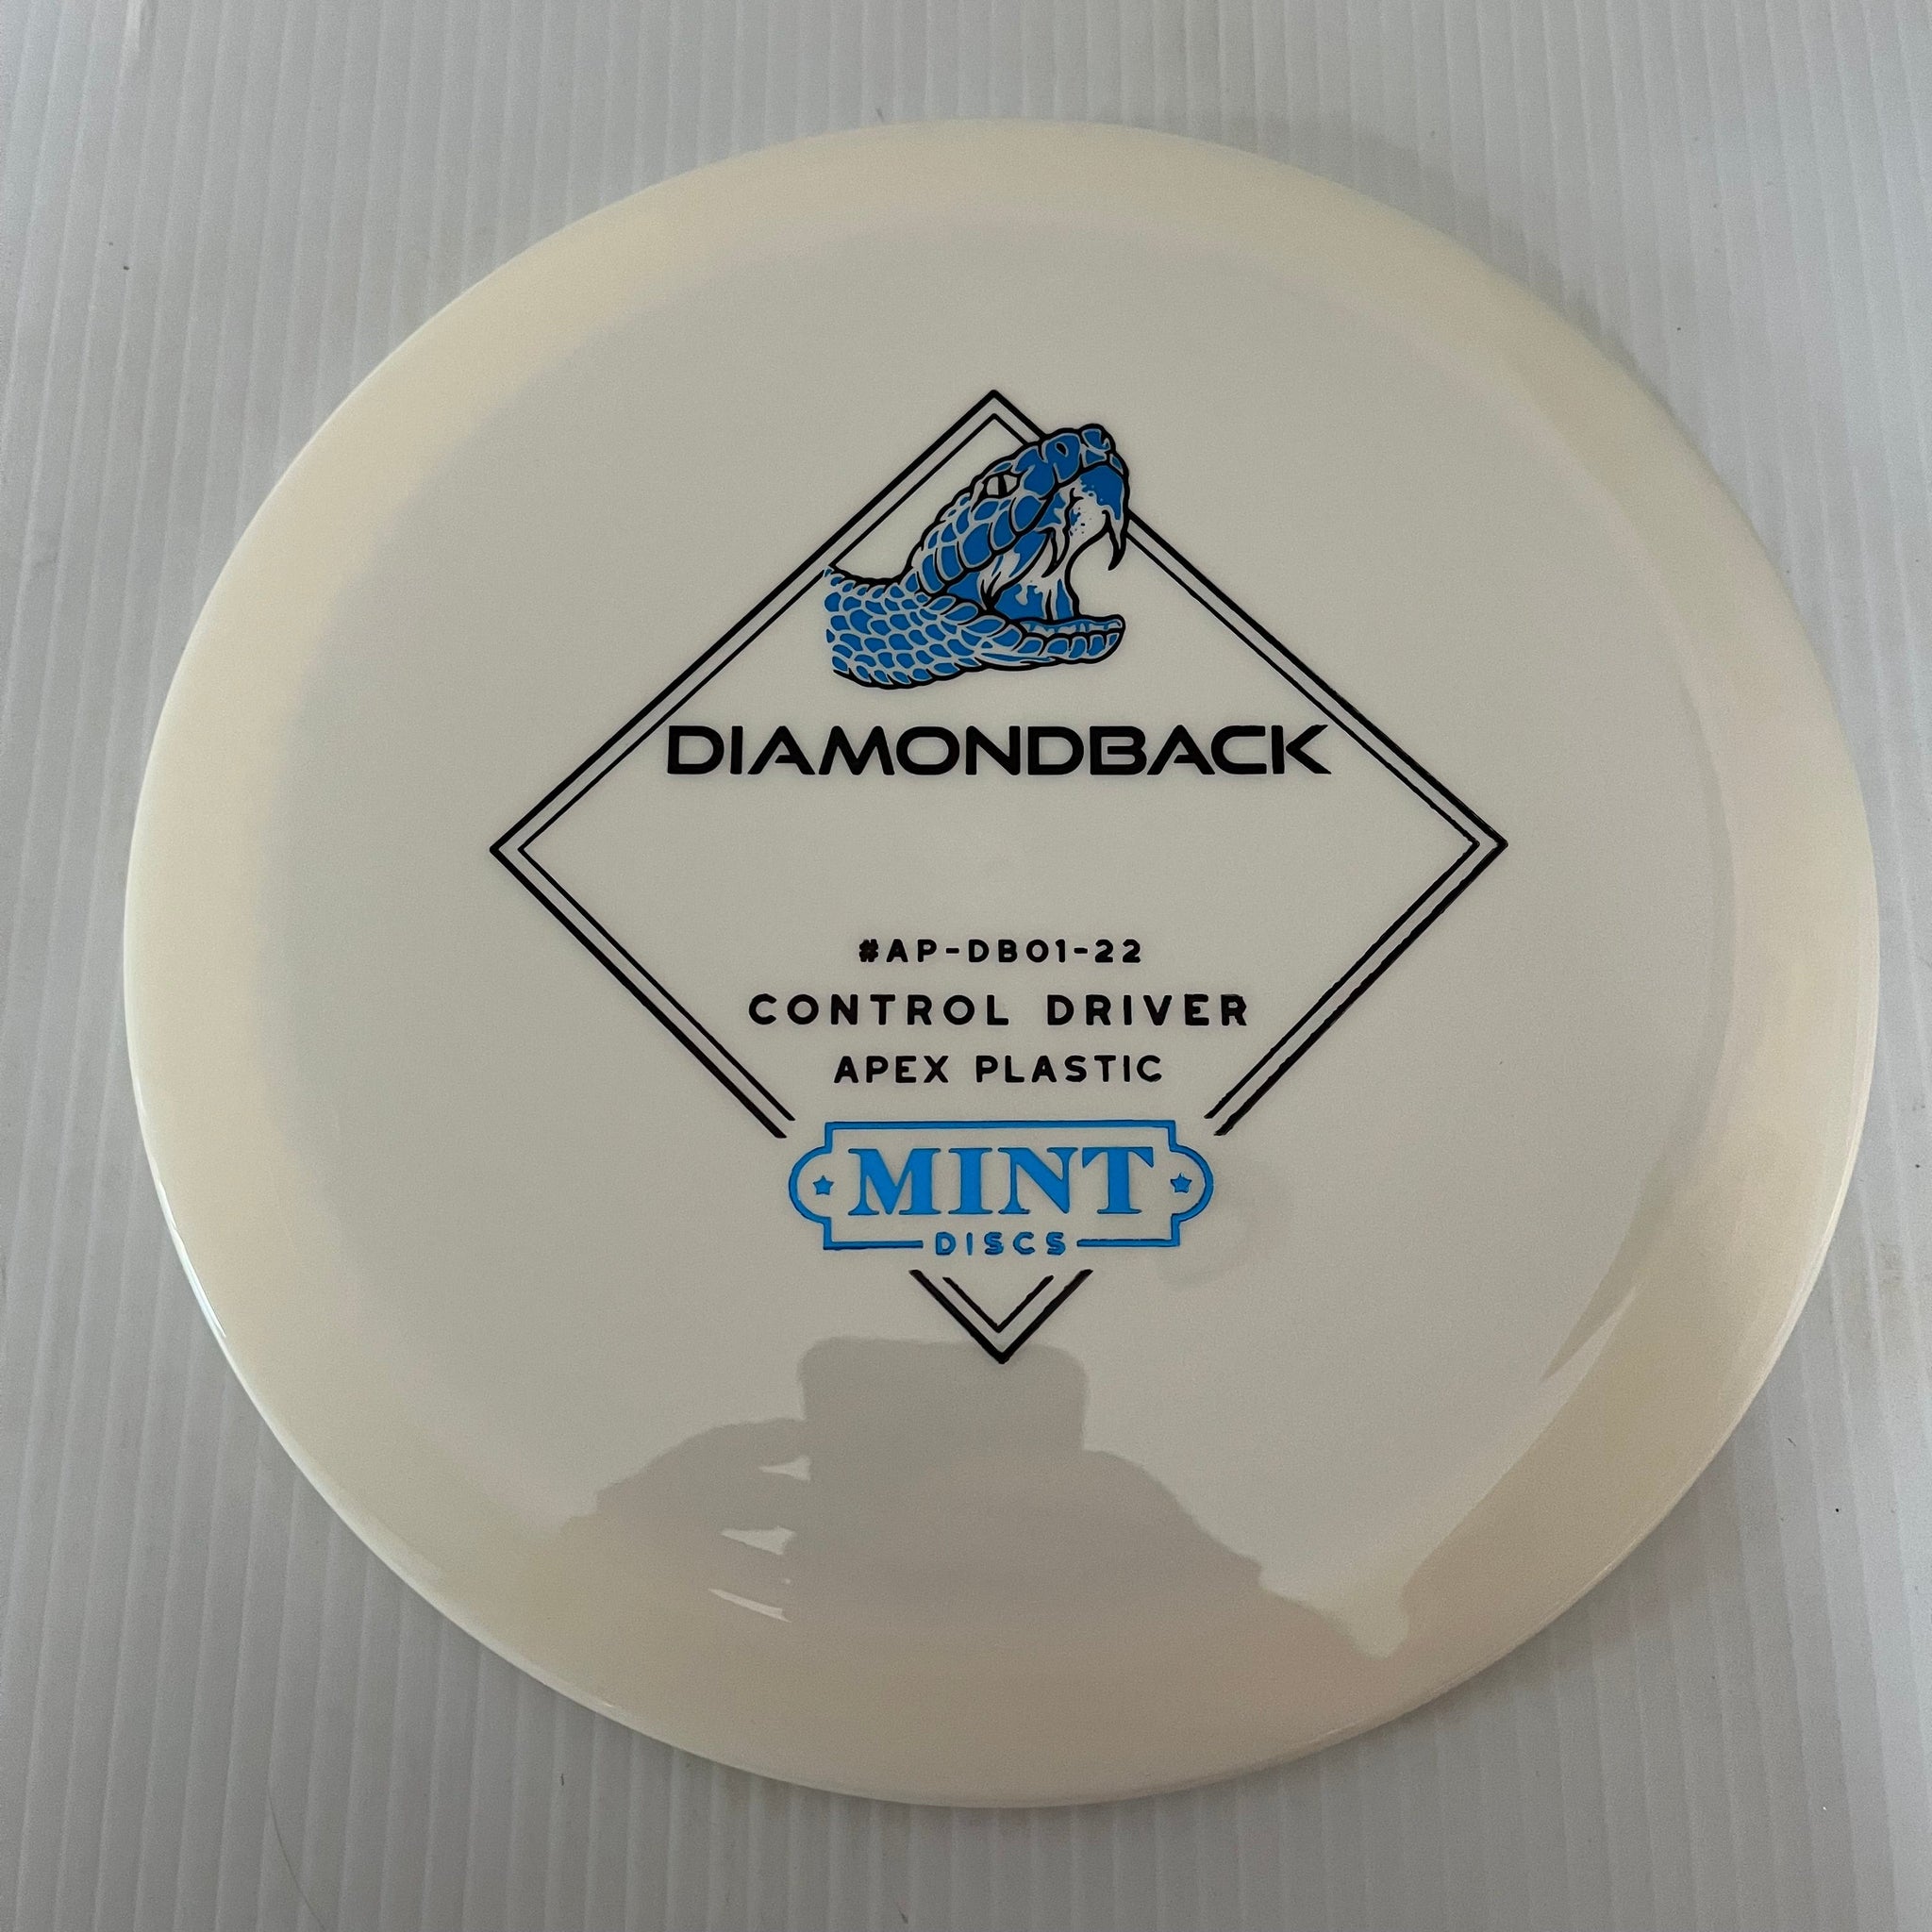 DIAMONDBACK
#AP-DB01-22
CONTROL DRIVER
APEX PLASTIC
MINT
DISCS